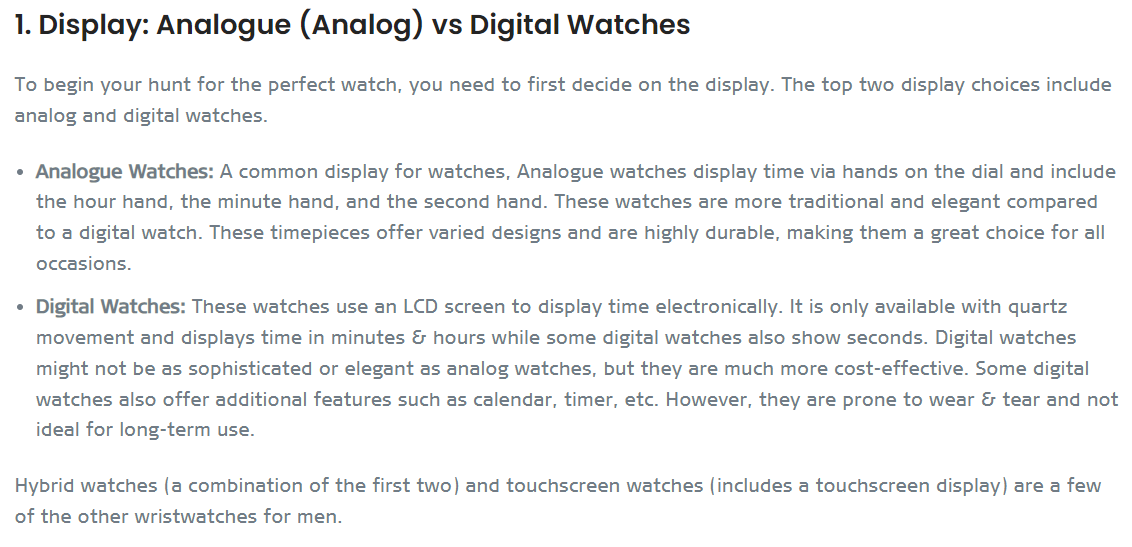 1. Display: Analogue (Analog) vs Digital Watches
To begin your hunt for the perfect watch, you need to first decide on the display. The top two display choices include
analog and digital watches.
• Analogue Watches: A common display for watches, Analogue watches display time via hands on the dial and include
the hour hand, the minute hand, and the second hand. These watches are more traditional and elegant compared
to a digital watch. These timepieces offer varied designs and are highly durable, making them a great choice for all
occasions.
• Digital Watches: These watches use an LCD screen to display time electronically. It is only available with quartz
movement and displays time in minutes & hours while some digital watches also show seconds. Digital watches
might not be as sophisticated or elegant as analog watches, but they are much more cost-effective. Some digital
watches also offer additional features such as calendar, timer, etc. However, they are prone to wear & tear and not
ideal for long-term use.
Hybrid watches (a combination of the first two) and touchscreen watches (includes a touchscreen display) are a few
of the other wristwatches for men.